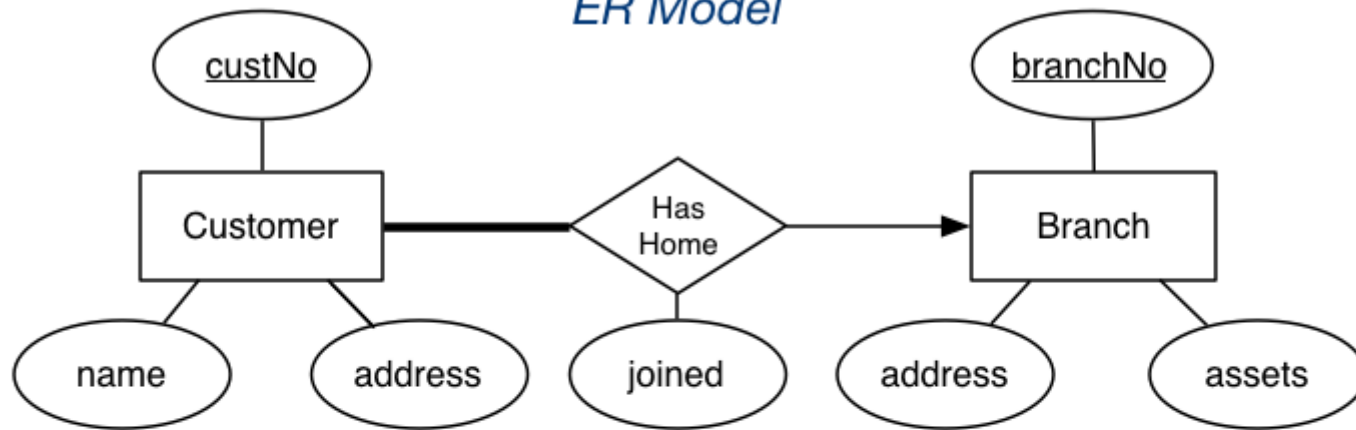 ER Model
custNo
branchNo
Customer
Has
Home
Branch
name
address
joined
address
assets